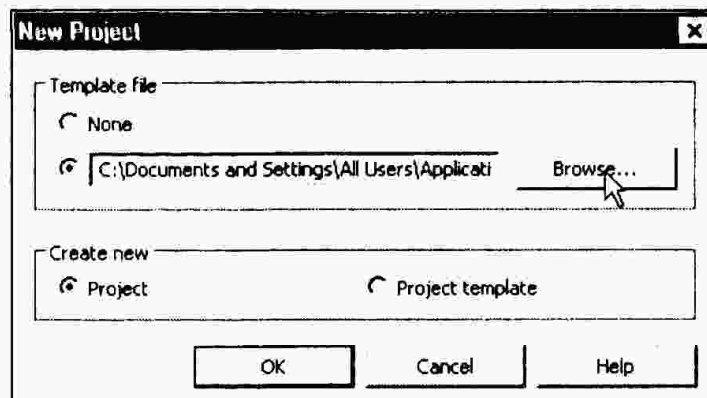 New Project
Template file
None
C:\Documents and Settings\All Users\Applicati
Browse...
Create new
Project
Project template
OK
Cancel
Help